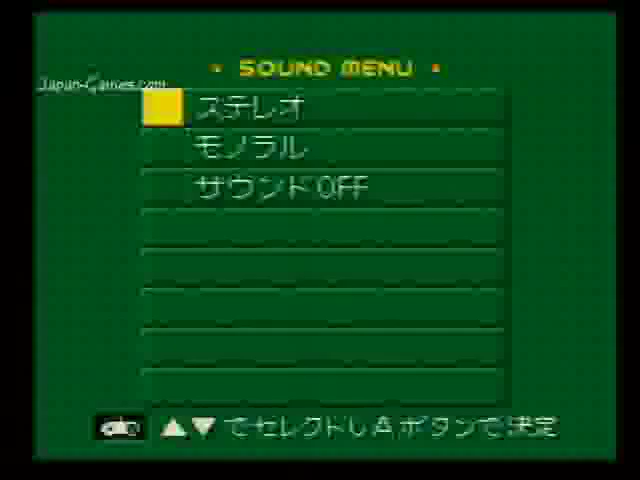 • SOUND MENU •
Japan-Games.com
ステレオ
モノラル
サウンドOFF
▲▼でセレクトしAボタンで決定